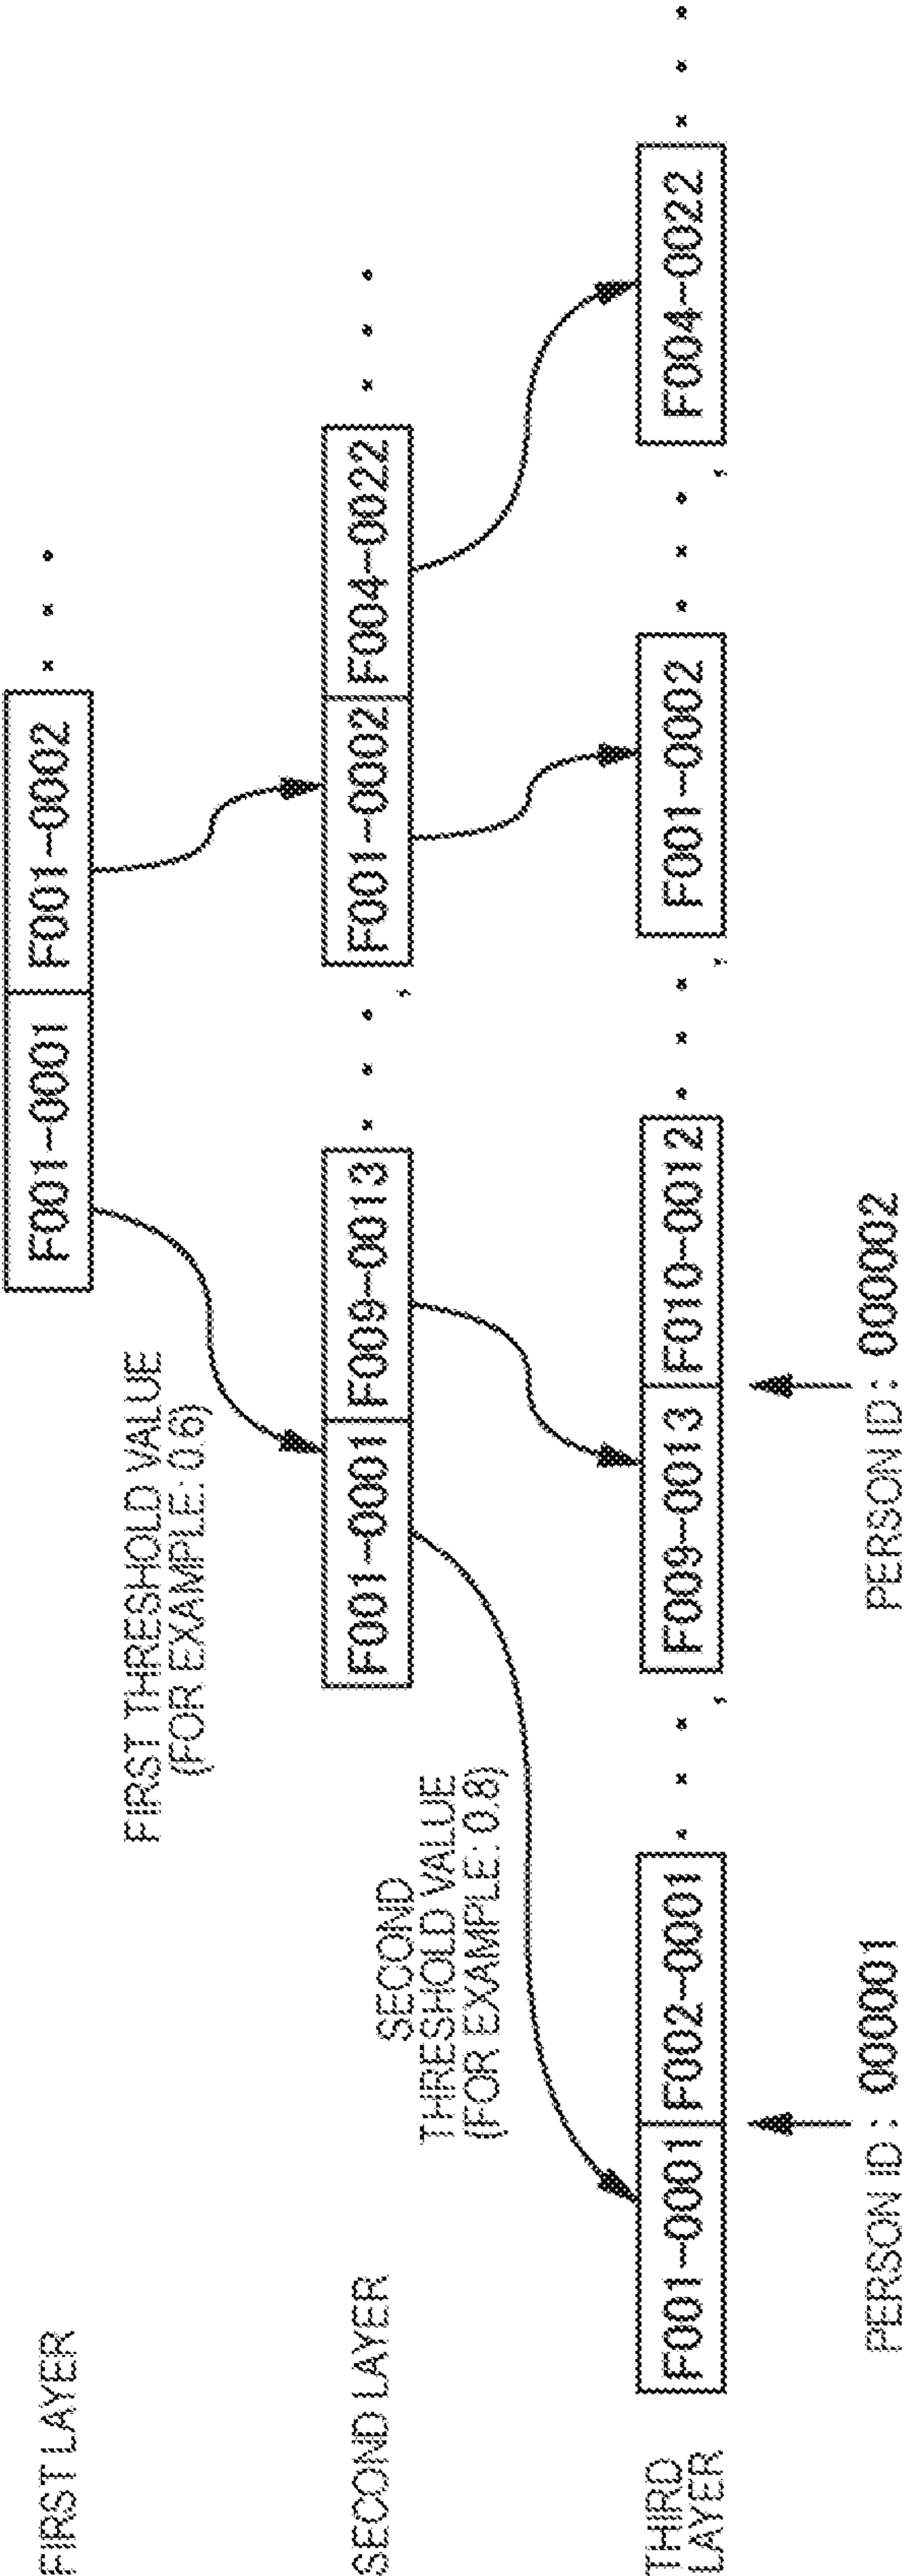 FIRST LAYER
F001-0001 F001-0002
FIRST THRESHOLD VALUE
(FOR EXAMPLE: 0.6)
SECOND LAYER
F001-0001 F009-0013
F001-0002 F004-0022
SECOND
THRESHOLD VALUE
(FOR EXAMPLE: 0.8)
THIRD
LAYER
F001-0001 F002-0001
F009-0013 F010-0012
F001-0002
F004-0022
PERSON ID: 00001
PERSON ID: 00002